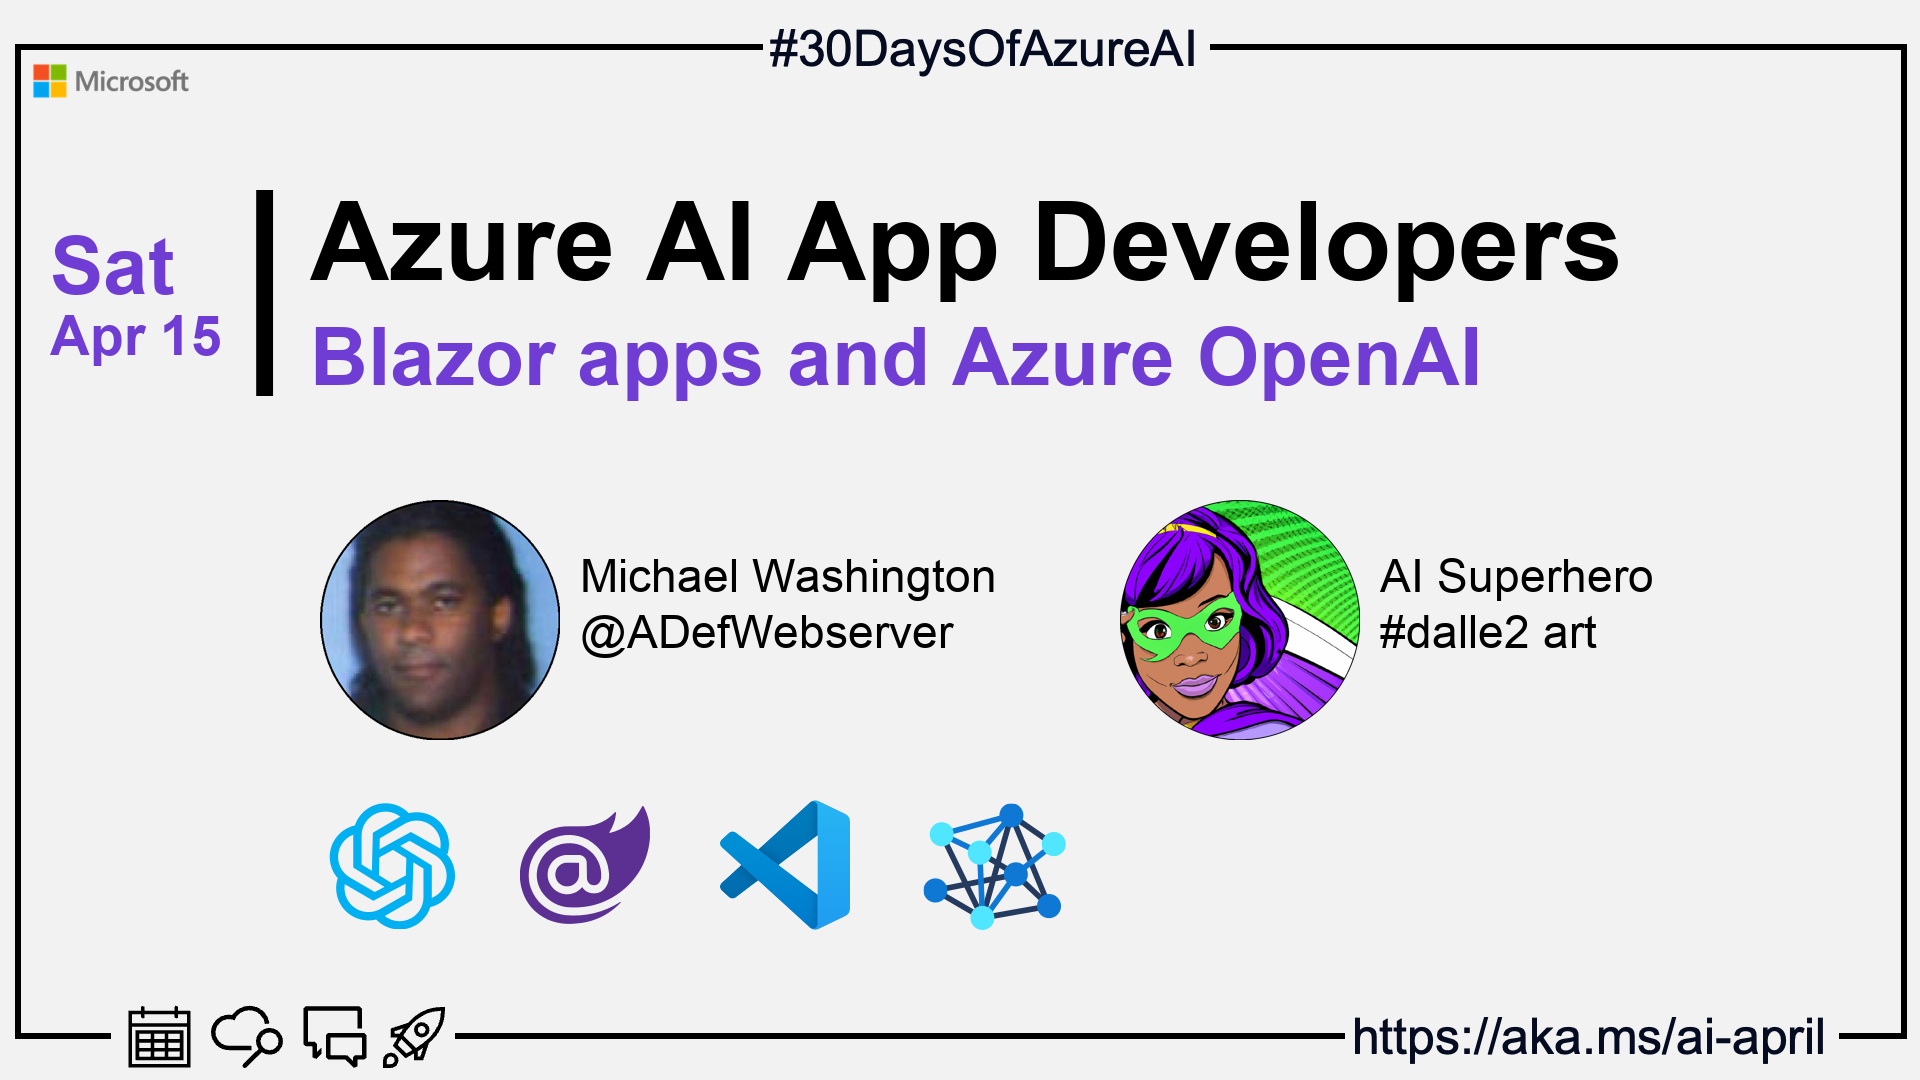 #30DaysOfAzureAI
Microsoft
Sat
Apr 15
Azure AI App Developers
Blazor apps and Azure OpenAI
Michael Washington
@ADefWebserver
AI Superhero
#dalle2 art
https://aka.ms/ai-april